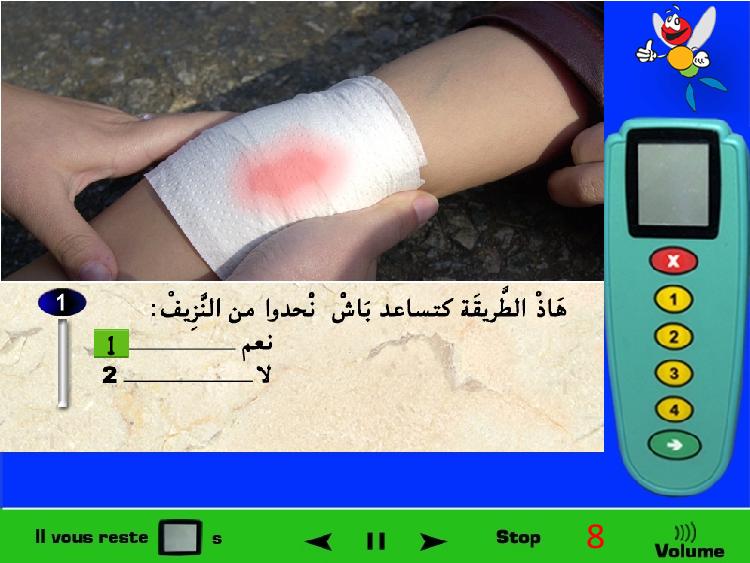 X
1
2
3
4
1
هَاذْ الطَّريقَة كتساعد بَاشْ نْحدوا من النَّزِيفْ:
نعم 1
لا 2
Il vous reste s
Stop
8
Volume